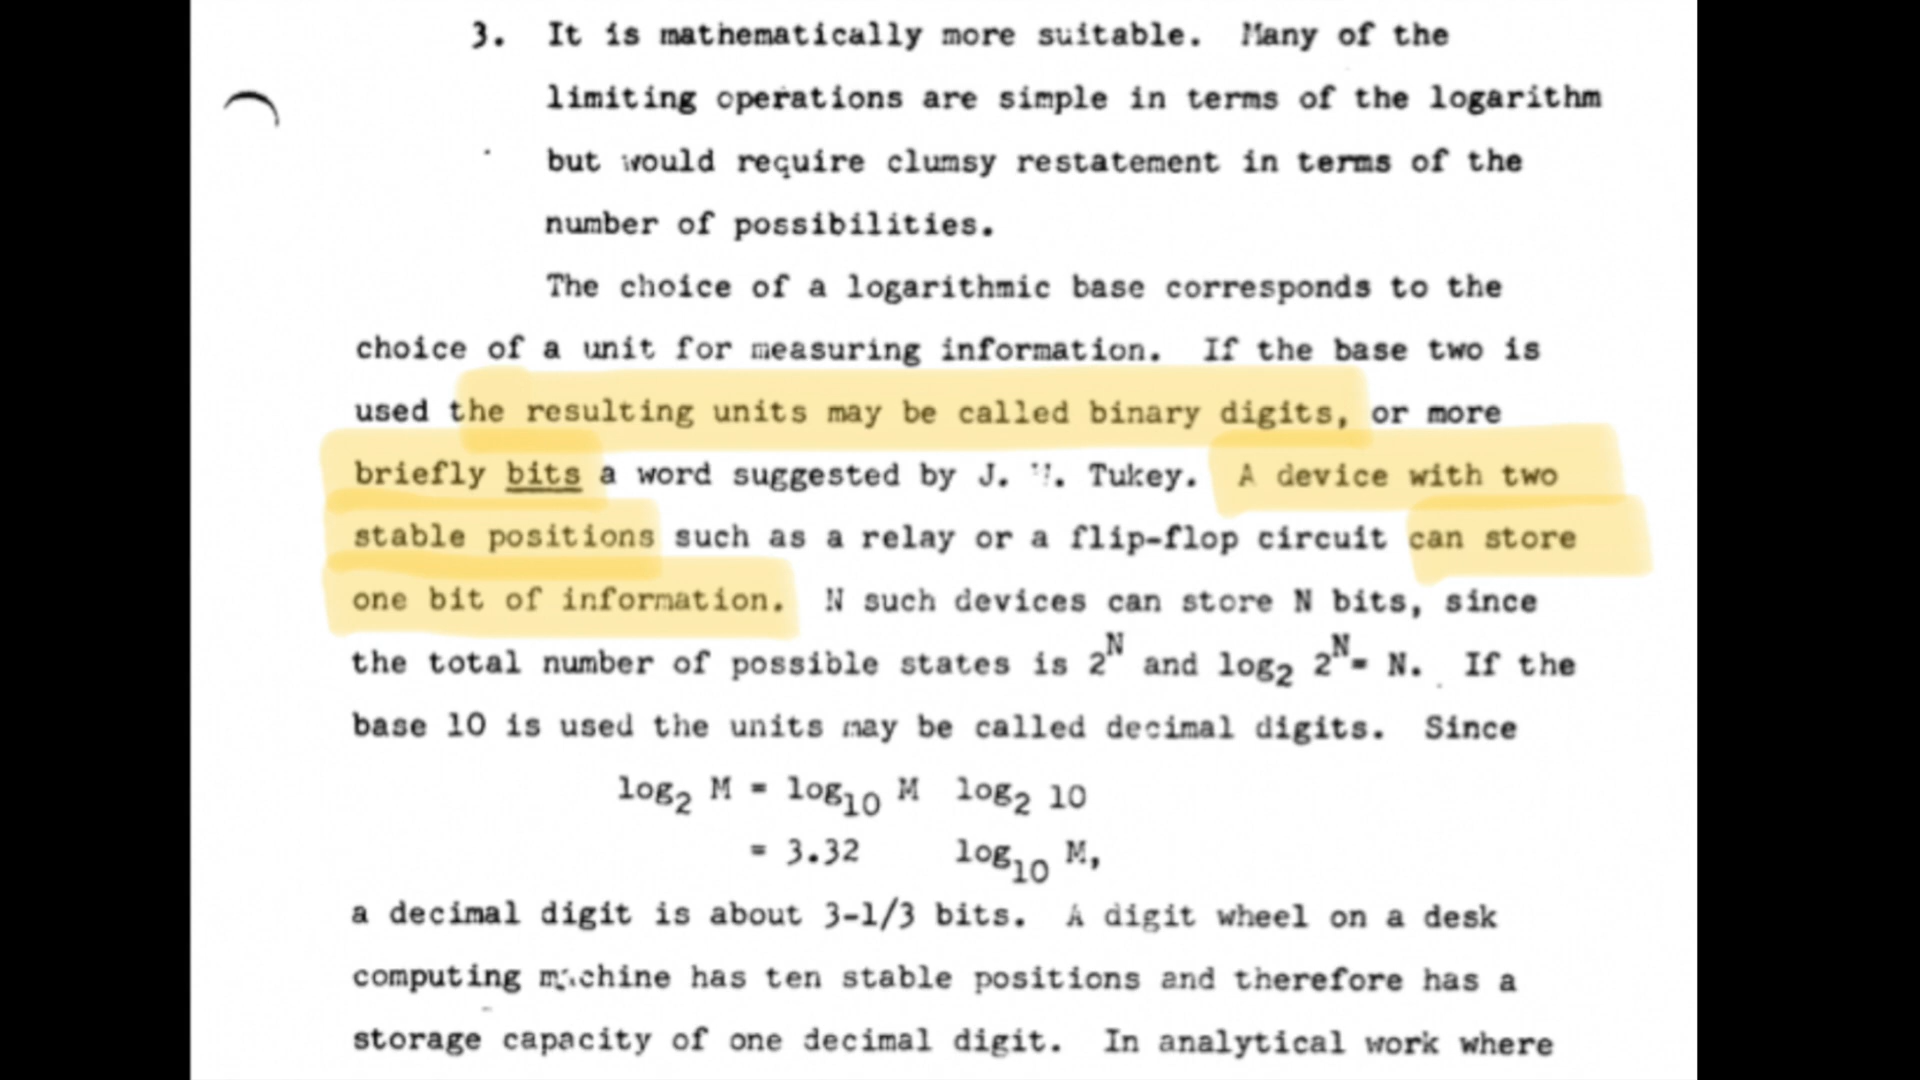 3. It is mathematically more suitable. Many of the
limiting operations are simple in terms of the logarithm
but would require clumsy restatement in terms of the
number of possibilities.
The choice of a logarithmic base corresponds to the
choice of a unit for measuring information. If the base two is
used the resulting units may be called binary digits, or more
briefly bits a word suggested by J. W. Tukey. A device with two
stable positions such as a relay or a flip-flop circuit can store
one bit of information. N such devices can store N bits, since
the total number of possible states is 2^N and log₂ 2^N = N. If the
base 10 is used the units may be called decimal digits. Since
log₂ M = log₁₀ M log₂ 10
= 3.32 log₁₀ M,
a decimal digit is about 3-1/3 bits. A digit wheel on a desk
computing machine has ten stable positions and therefore has a
storage capacity of one decimal digit. In analytical work where